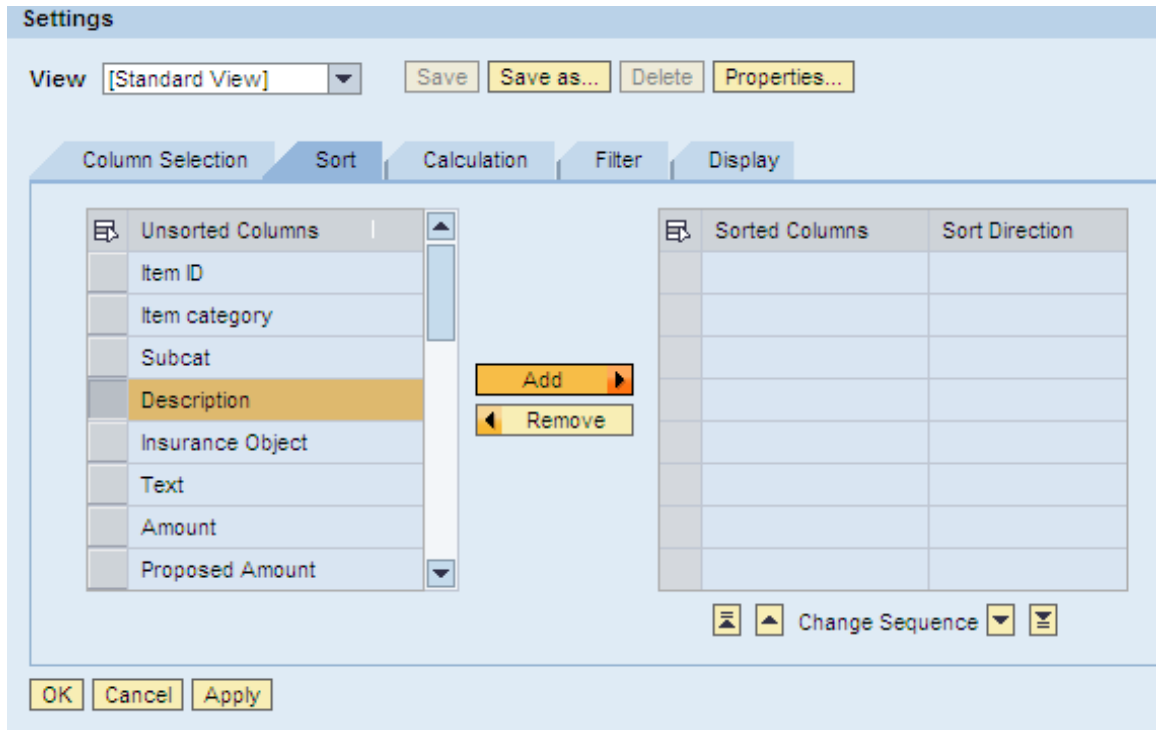 Settings
View [Standard View] Save Save as... Delete Properties...
Column Selection Sort Calculation Filter Display
Unsorted Columns
Item ID
Item category
Subcat
Description
Insurance Object
Text
Amount
Proposed Amount
Add
Remove
Sorted Columns Sort Direction
Change Sequence
OK Cancel Apply